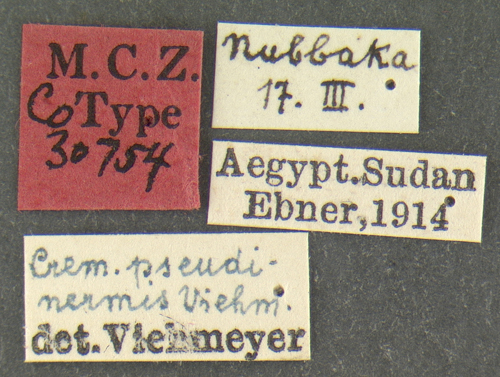 M.C.Z.
CoType
30754
Nubbaka
17. III.
Aegypt. Sudan
Ebner, 1914
Crem. pseudi-
nermis Viehm.
det. Viehmeyer